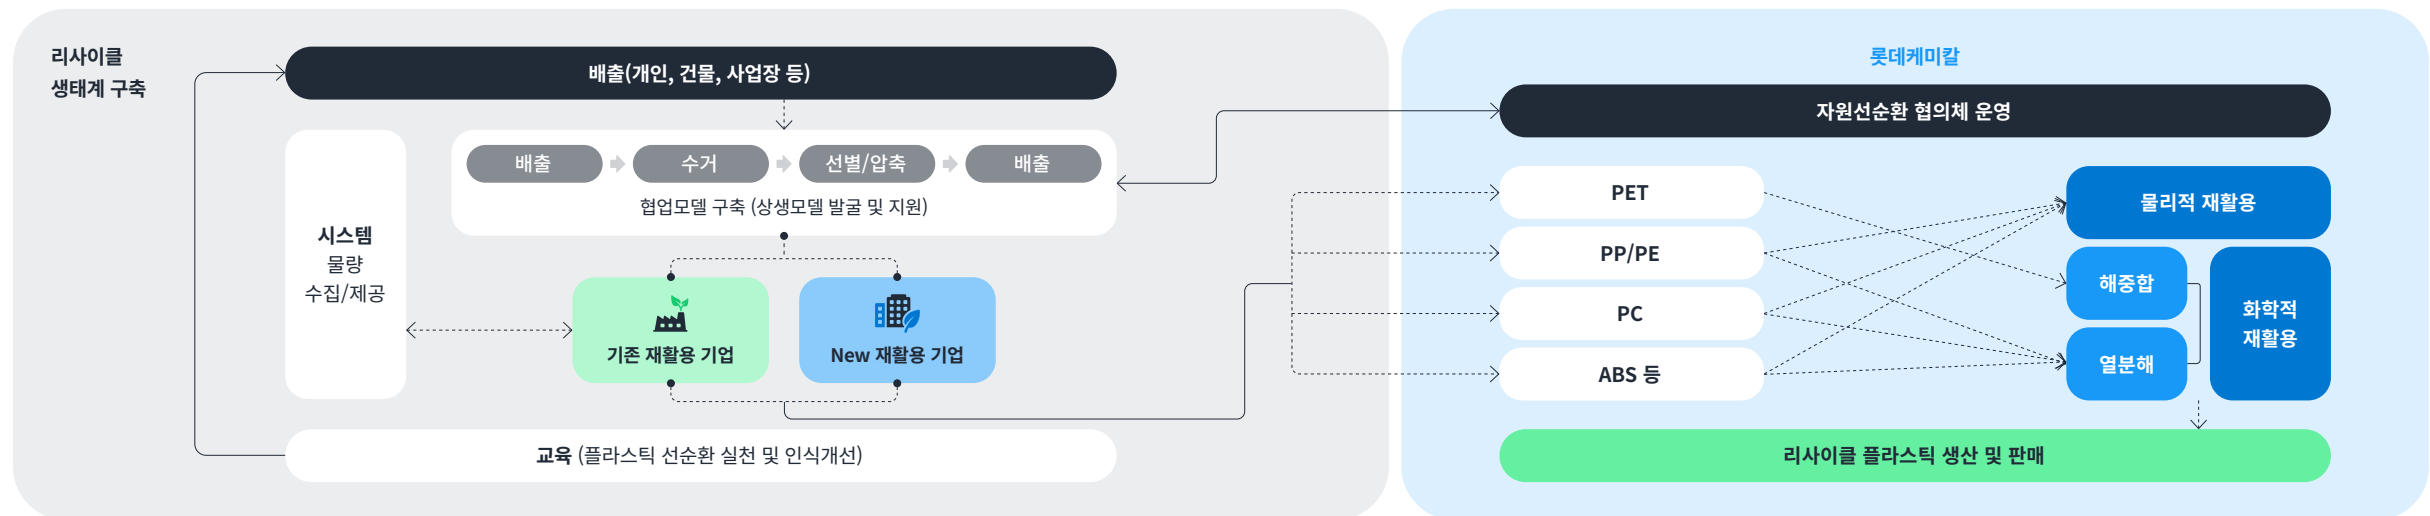 리사이클
생태계 구축
배출(개인, 건물, 사업장 등)
배출
수거
선별/압축
배출
협업모델 구축 (상생모델 발굴 및 지원)
시스템
물량
수집/제공
기존 재활용 기업
New 재활용 기업
교육 (플라스틱 선순환 실천 및 인식개선)
롯데케미칼
자원선순환 협의체 운영
PET
PP/PE
PC
ABS 등
물리적 재활용
해중합
열분해
화학적
재활용
리사이클 플라스틱 생산 및 판매